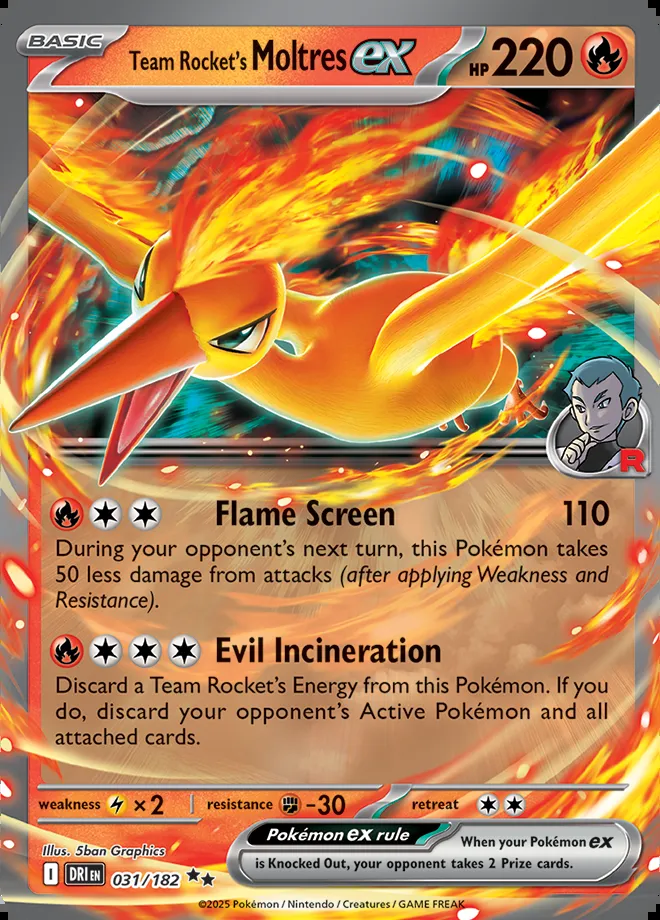 BASIC
Team Rocket's Moltres ex HP 220
R
Flame Screen 110
During your opponent's next turn, this Pokémon takes
50 less damage from attacks (after applying Weakness and
Resistance).
Evil Incineration
Discard a Team Rocket's Energy from this Pokémon. If you
do, discard your opponent's Active Pokémon and all
attached cards.
weakness ×2 resistance -30 retreat
Illus. 5ban Graphics
Pokémon ex rule When your Pokémon ex
is Knocked Out, your opponent takes 2 Prize cards.
I DRI EN 031/182
©2025 Pokémon / Nintendo / Creatures / GAME FREAK